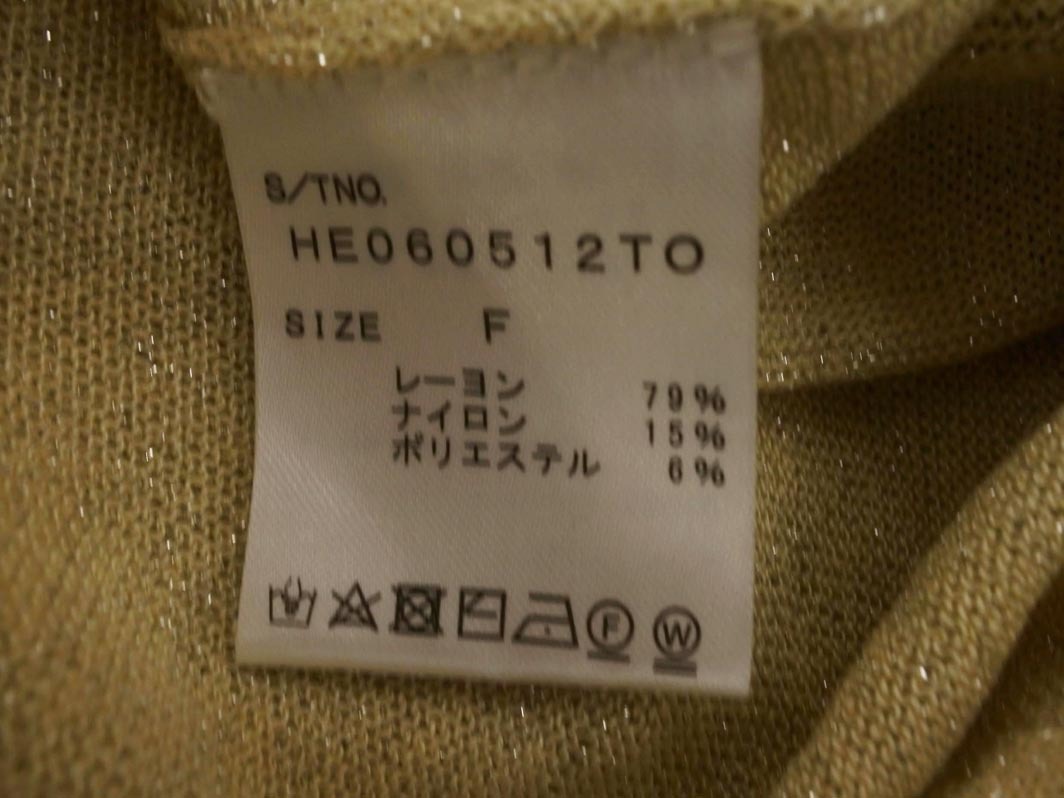 S/TNO.
HE060512TO
SIZE F
レーヨン 79%
ナイロン 15%
ポリエステル 6%
F W